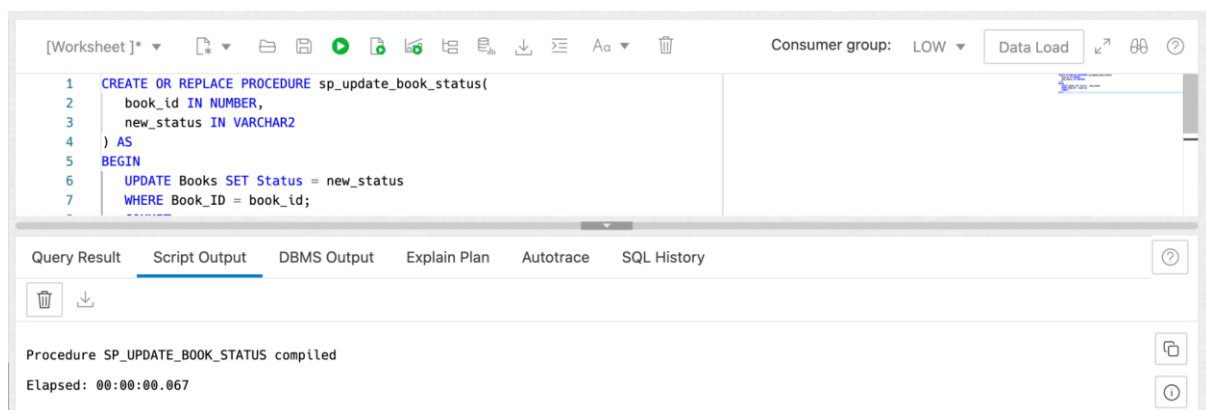 [Worksheet ]* Aa Consumer group: LOW Data Load
1 CREATE OR REPLACE PROCEDURE sp_update_book_status(
2 book_id IN NUMBER,
3 new_status IN VARCHAR2
4 ) AS
5 BEGIN
6 UPDATE Books SET Status = new_status
7 WHERE Book_ID = book_id;
Query Result Script Output DBMS Output Explain Plan Autotrace SQL History
Procedure SP_UPDATE_BOOK_STATUS compiled
Elapsed: 00:00:00.067